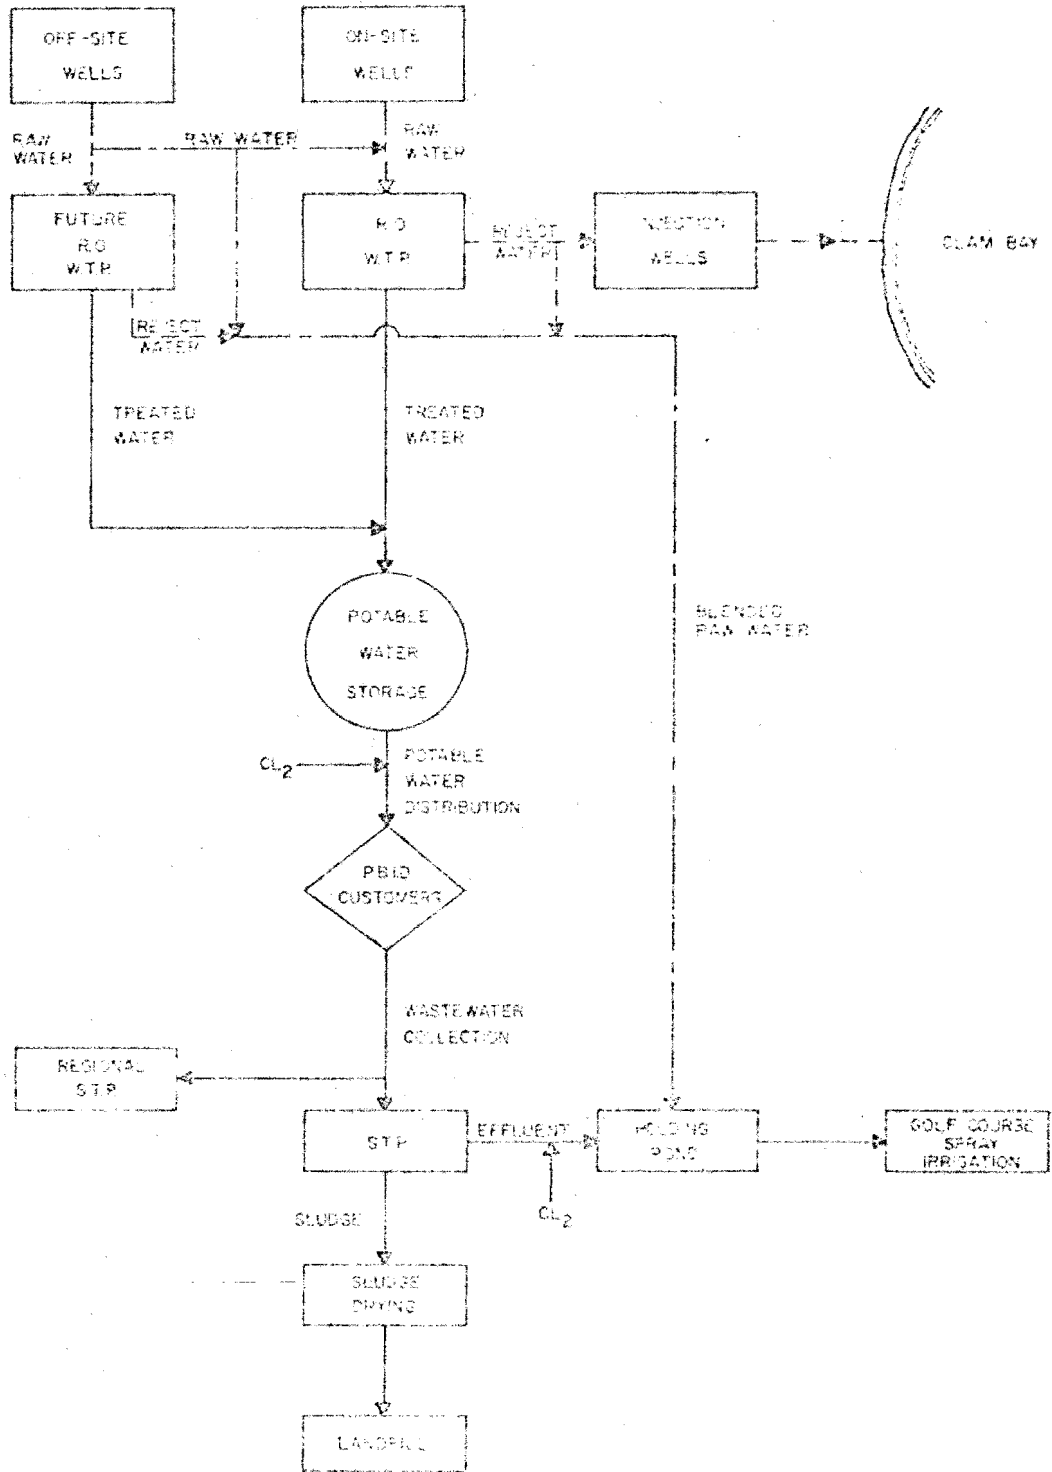 OFF-SITE
WELLS
ON-SITE
WELLS
RAW
WATER
RAW WATER
RAW
WATER
FUTURE
R.O.
W.T.P.
R.O.
W.T.P.
REJECT
WATER
INJECTION
WELLS
CLAM BAY
REJECT
WATER
TREATED
WATER
TREATED
WATER
POTABLE
WATER
STORAGE
BLENDED
RAW WATER
CL2
POTABLE
WATER
DISTRIBUTION
P.B.I.D.
CUSTOMERS
WASTEWATER
COLLECTION
REGIONAL
S.T.P.
S.T.P.
EFFLUENT
HOLDING
POND
GOLF COURSE
SPRAY
IRRIGATION
CL2
SLUDGE
SLUDGE
DRYING
LANDFILL